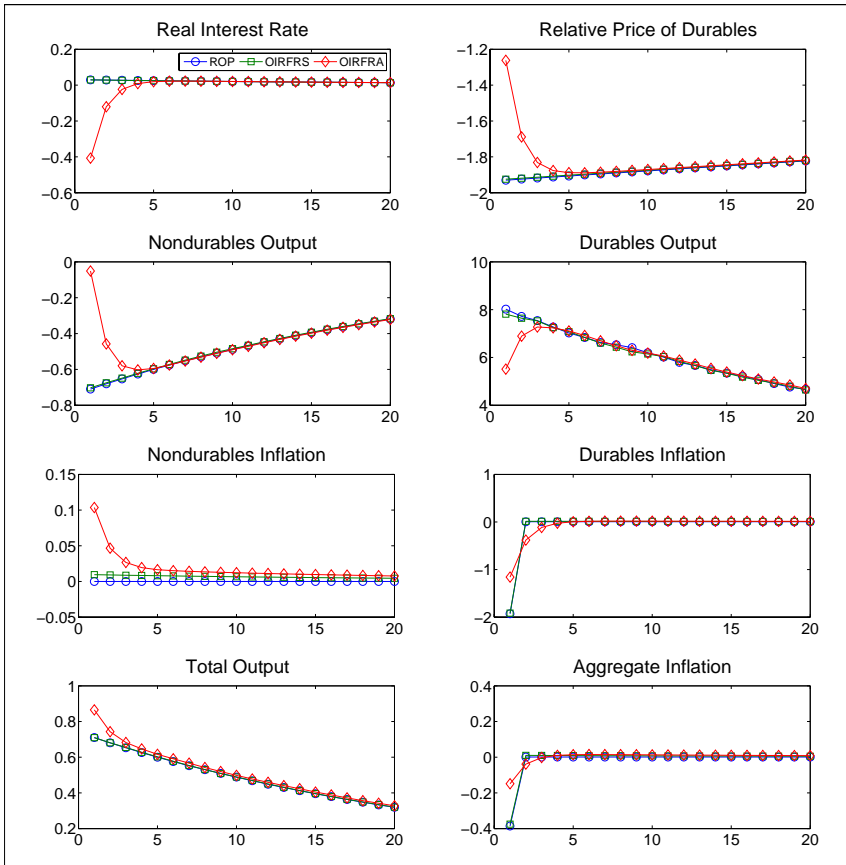 Real Interest Rate
0.2
0
−0.2
−0.4
−0.6
0 5 10 15 20
ROP OIRFRS OIRFRA
Relative Price of Durables
−1.2
−1.4
−1.6
−1.8
−2
0 5 10 15 20
Nondurables Output
0
−0.2
−0.4
−0.6
−0.8
0 5 10 15 20
Durables Output
10
8
6
4
0 5 10 15 20
Nondurables Inflation
0.15
0.1
0.05
0
−0.05
0 5 10 15 20
Durables Inflation
1
0
−1
−2
0 5 10 15 20
Total Output
1
0.8
0.6
0.4
0.2
0 5 10 15 20
Aggregate Inflation
0.4
0.2
0
−0.2
−0.4
0 5 10 15 20